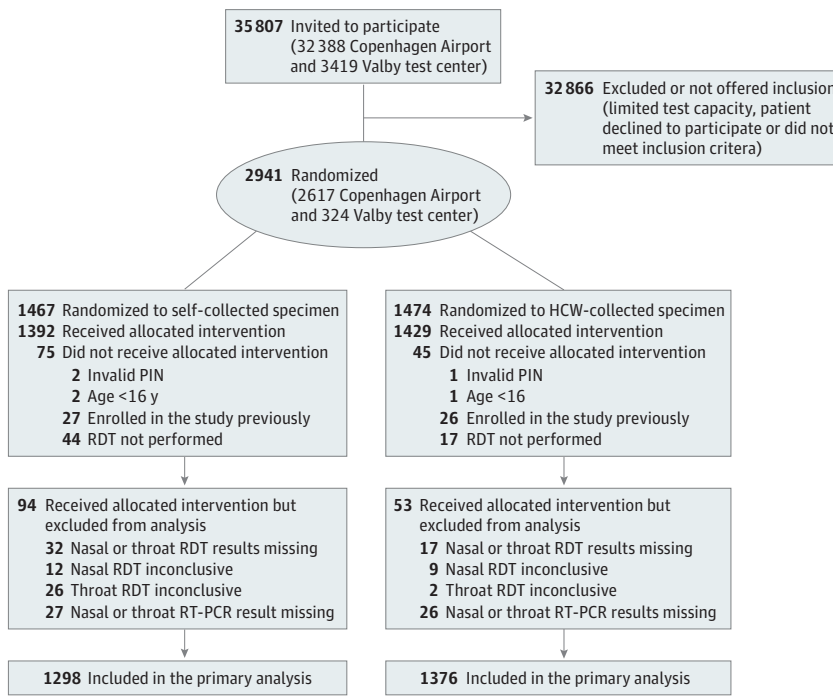 35807 Invited to participate
(32388 Copenhagen Airport
and 3419 Valby test center)
32866 Excluded or not offered inclusion
(limited test capacity, patient
declined to participate or did not
meet inclusion criteria)
2941 Randomized
(2617 Copenhagen Airport
and 324 Valby test center)
1467 Randomized to self-collected specimen
1392 Received allocated intervention
75 Did not receive allocated intervention
2 Invalid PIN
2 Age <16 y
27 Enrolled in the study previously
44 RDT not performed
1474 Randomized to HCW-collected specimen
1429 Received allocated intervention
45 Did not receive allocated intervention
1 Invalid PIN
1 Age <16
26 Enrolled in the study previously
17 RDT not performed
94 Received allocated intervention but
excluded from analysis
32 Nasal or throat RDT results missing
12 Nasal RDT inconclusive
26 Throat RDT inconclusive
27 Nasal or throat RT-PCR result missing
53 Received allocated intervention but
excluded from analysis
17 Nasal or throat RDT results missing
9 Nasal RDT inconclusive
2 Throat RDT inconclusive
26 Nasal or throat RT-PCR results missing
1298 Included in the primary analysis
1376 Included in the primary analysis